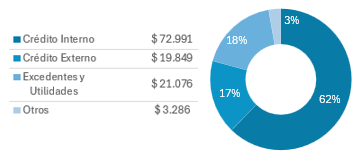 Crédito Interno $ 72.991
Crédito Externo $ 19.849
Excedentes y
Utilidades $ 21.076
Otros $ 3.286
3%
18%
17%
62%